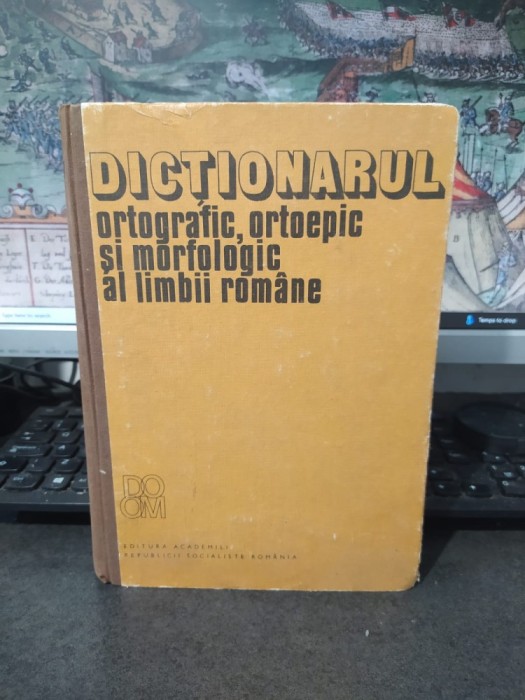 DICȚIONARUL
ortografic, ortoepic
și morfologic
al limbii române
DO
OM
EDITURA ACADEMIEI
REPUBLICII SOCIALISTE ROMÂNIA